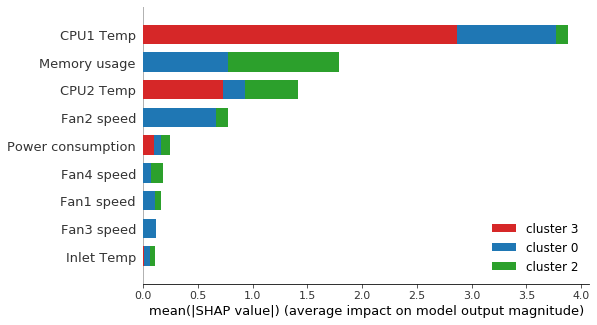 CPU1 Temp
Memory usage
CPU2 Temp
Fan2 speed
Power consumption
Fan4 speed
Fan1 speed
Fan3 speed
Inlet Temp
cluster 3
cluster 0
cluster 2
0.0 0.5 1.0 1.5 2.0 2.5 3.0 3.5 4.0
mean(|SHAP value|) (average impact on model output magnitude)